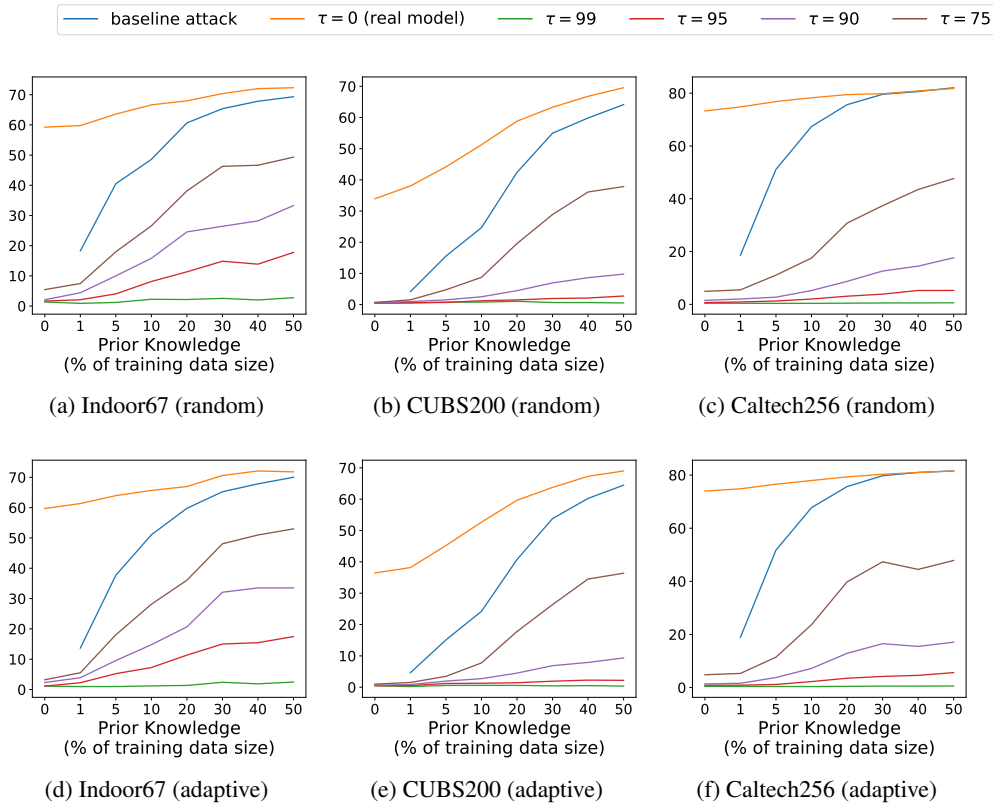 baseline attack τ = 0 (real model) τ = 99 τ = 95 τ = 90 τ = 75
70
60
50
40
30
20
10
0
0 1 5 10 20 30 40 50
Prior Knowledge
(% of training data size)
(a) Indoor67 (random)
70
60
50
40
30
20
10
0
0 1 5 10 20 30 40 50
Prior Knowledge
(% of training data size)
(b) CUBS200 (random)
80
60
40
20
0
0 1 5 10 20 30 40 50
Prior Knowledge
(% of training data size)
(c) Caltech256 (random)
70
60
50
40
30
20
10
0
0 1 5 10 20 30 40 50
Prior Knowledge
(% of training data size)
(d) Indoor67 (adaptive)
70
60
50
40
30
20
10
0
0 1 5 10 20 30 40 50
Prior Knowledge
(% of training data size)
(e) CUBS200 (adaptive)
80
60
40
20
0
0 1 5 10 20 30 40 50
Prior Knowledge
(% of training data size)
(f) Caltech256 (adaptive)